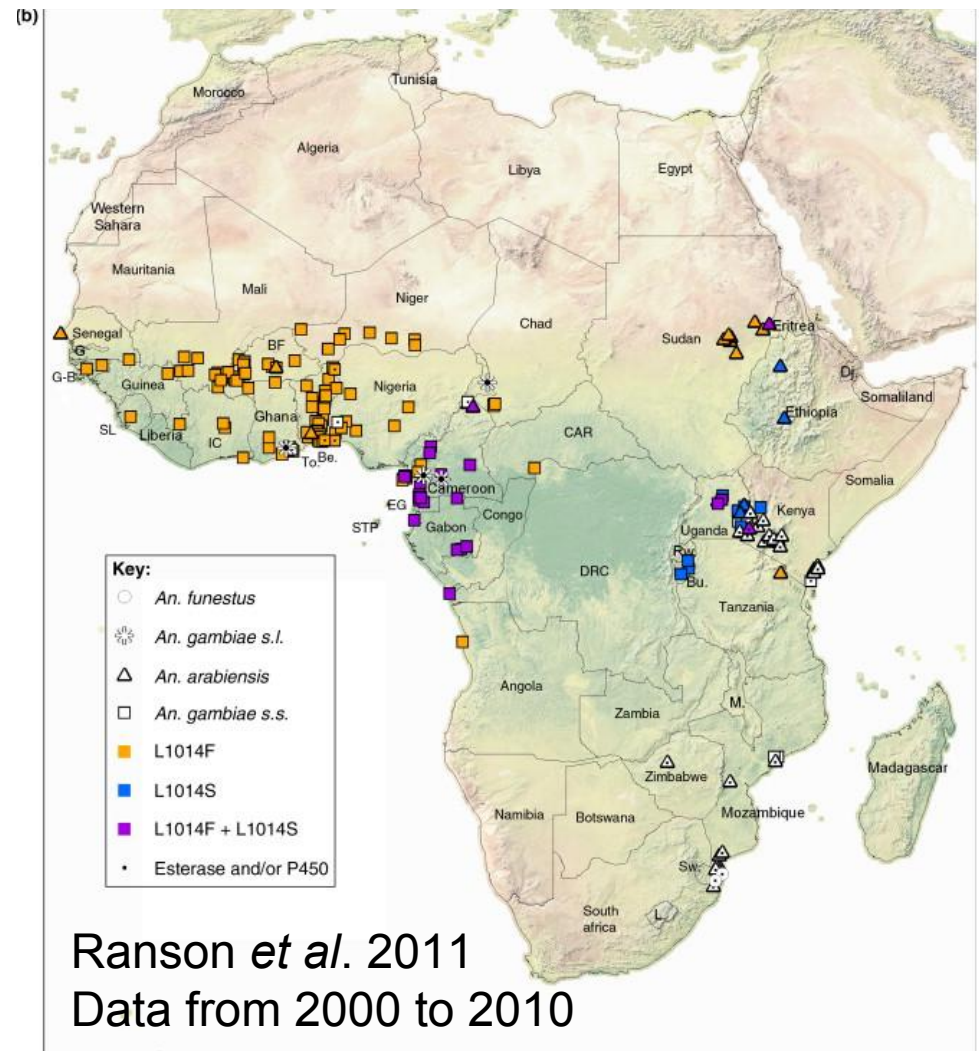 (b)
Tunisia
Morocco
Algeria
Libya
Egypt
Western
Sahara
Mauritania
Mali
Niger
Chad
Sudan
Eritrea
Senegal
G
G-B
BF
Guinea
Nigeria
Dj.
Somaliland
Ethiopia
SL
Liberia
IC
Ghana
To.
Be.
CAR
Somalia
Cameroon
EG
STP
Gabon
Congo
Uganda
Kenya
Rw.
Bu.
DRC
Tanzania
Angola
Zambia
M.
Zimbabwe
Mozambique
Madagascar
Namibia
Botswana
Sw.
South
africa
L.
Key:
An. funestus
An. gambiae s.l.
An. arabiensis
An. gambiae s.s.
L1014F
L1014S
L1014F + L1014S
Esterase and/or P450
Ranson et al. 2011
Data from 2000 to 2010